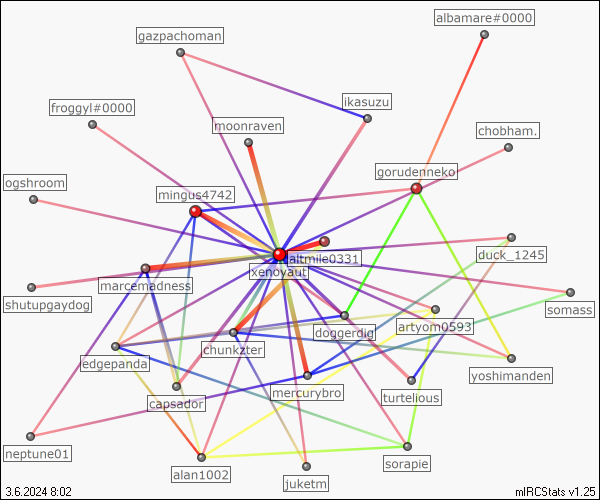 albamare#0000
gazpachoman
ikasuzu
froggyl#0000
moonraven
chobham.
gorudenneko
ogshroom
mingus4742
duck_1245
altmile0331
xenoyaut
marcemadness
somass
shutupgaydog
doggerdig
artyom0593
chunkzter
edgepanda
yoshimanden
mercurybro
turtelious
capsador
neptune01
sorapie
alan1002
juketm
3.6.2024 8:02
mIRCStats v1.25